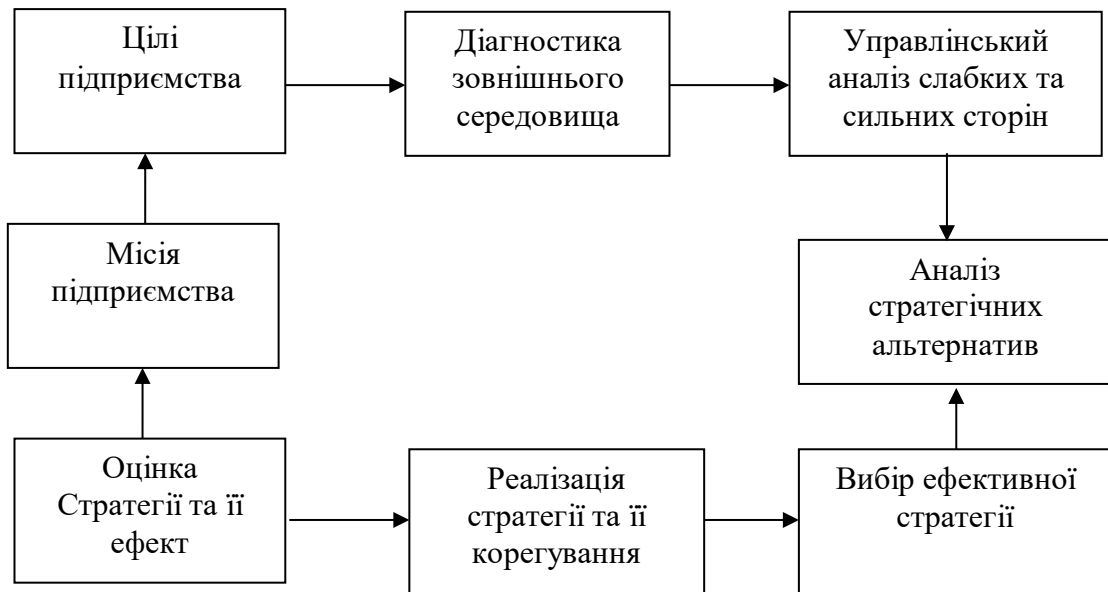 Цілі
підприємства
Діагностика
зовнішнього
середовища
Управлінський
аналіз слабких та
сильних сторін
Місія
підприємства
Аналіз
стратегічних
альтернатив
Оцінка
Стратегії та її
ефект
Реалізація
стратегії та її
корегування
Вибір ефективної
стратегії